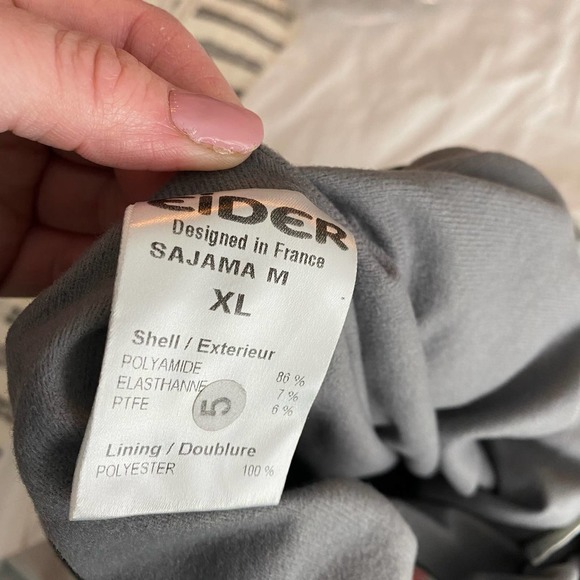 EIDER
Designed in France
SAJAMA M
XL
Shell / Exterieur
POLYAMIDE 86 %
ELASTHANNE 7 %
PTFE 6 %
5
Lining / Doublure
POLYESTER 100 %